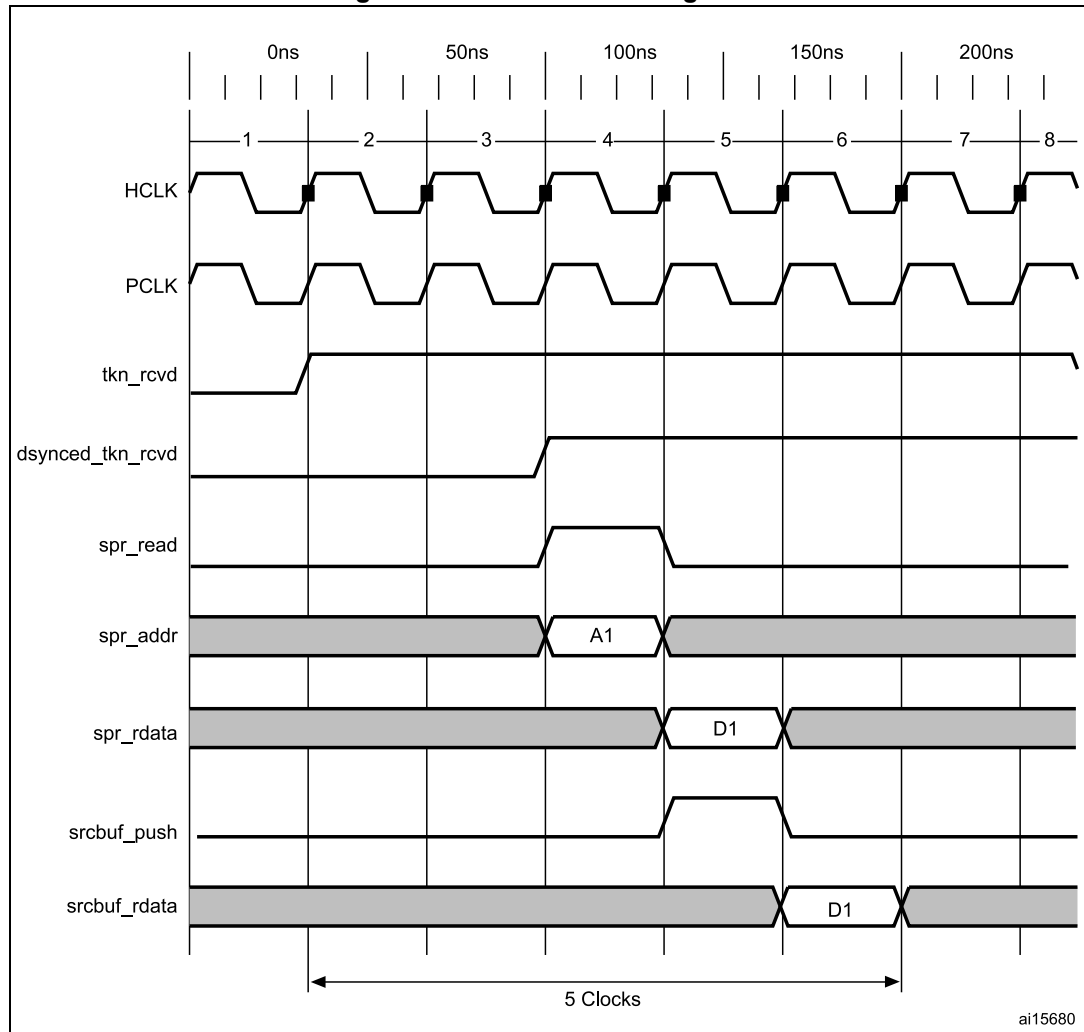 0ns 50ns 100ns 150ns 200ns
1 2 3 4 5 6 7 8
HCLK
PCLK
tkn_rcvd
dsynced_tkn_rcvd
spr_read
spr_addr A1
spr_rdata D1
srcbuf_push
srcbuf_rdata D1
5 Clocks
ai15680